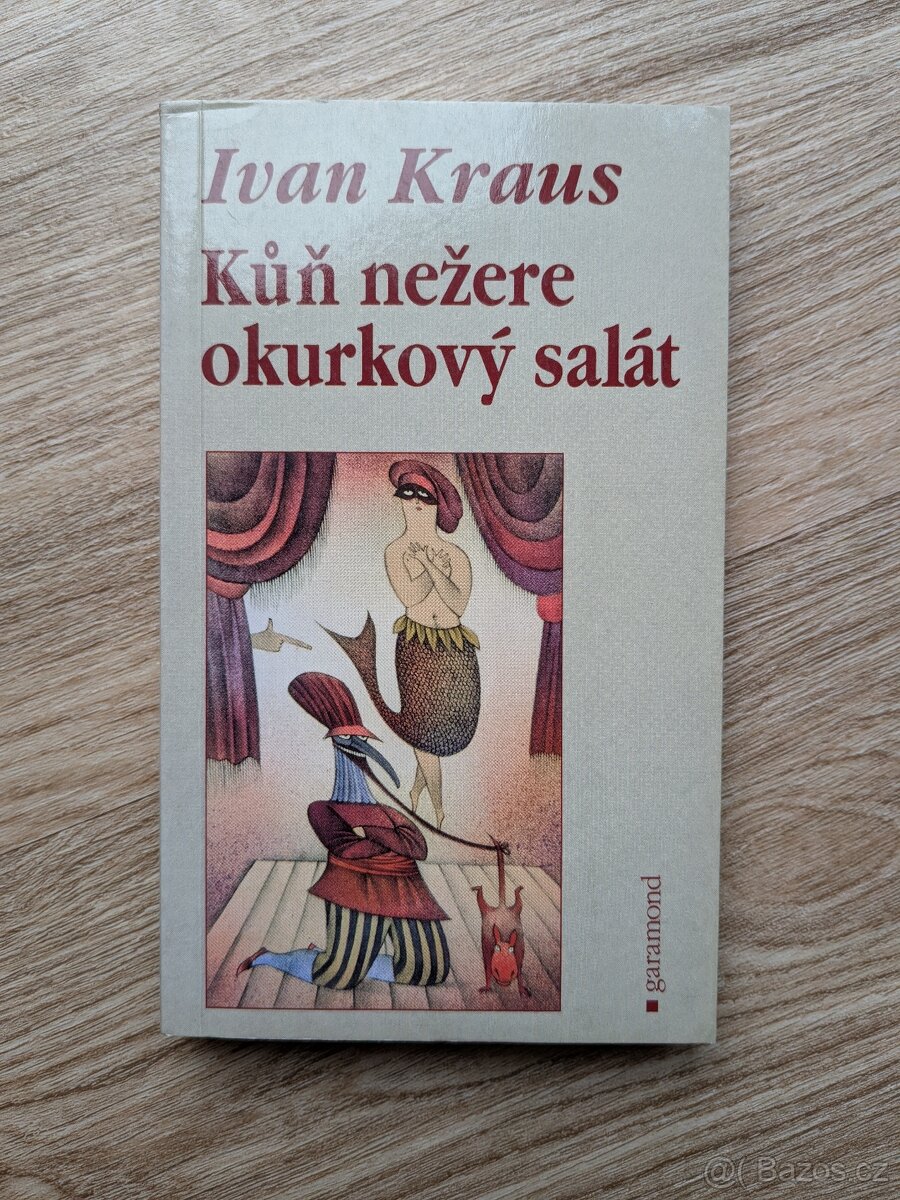 Ivan Kraus
Kůň nežere
okurkový salát
garamond
@( Bazos.cz